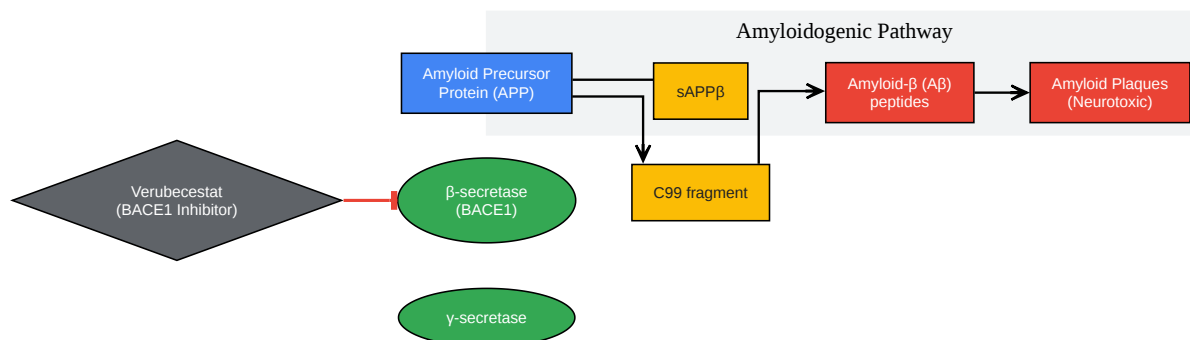 Amyloidogenic Pathway
Amyloid Precursor
Protein (APP)
sAPPβ
Amyloid-β (Aβ)
peptides
Amyloid Plaques
(Neurotoxic)
Verubecestat
(BACE1 Inhibitor)
β-secretase
(BACE1)
C99 fragment
γ-secretase